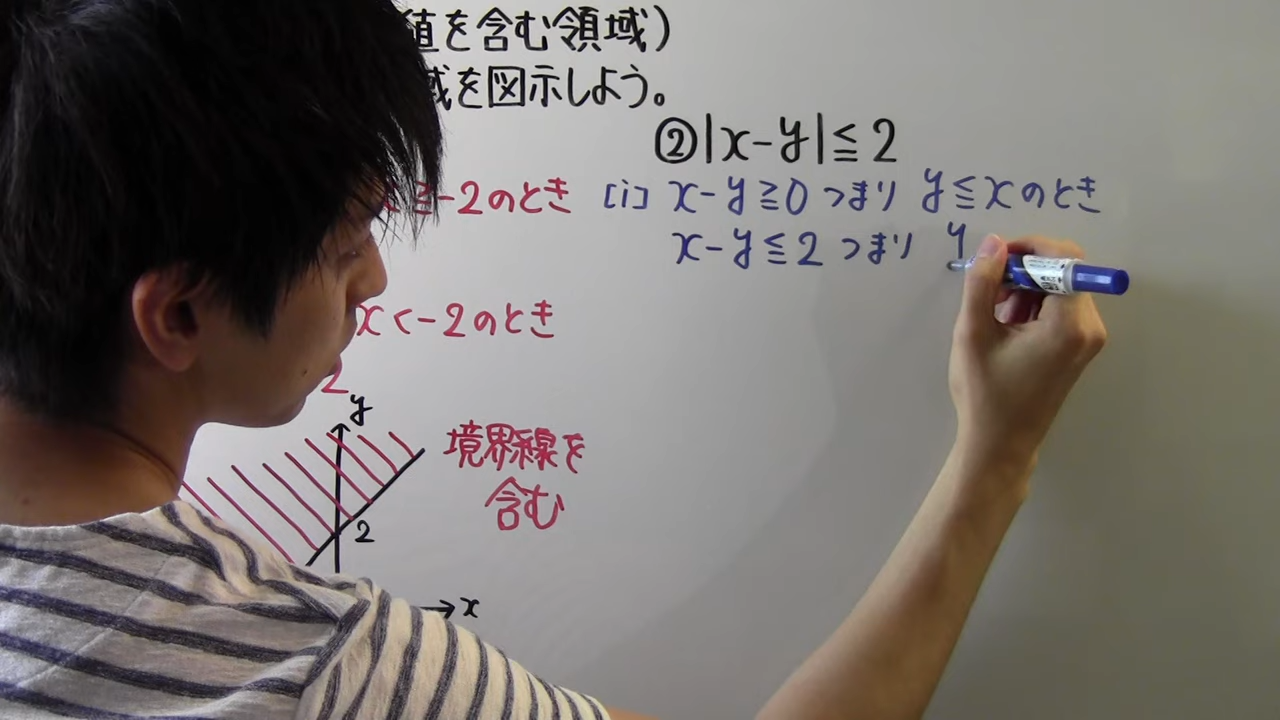 値を含む領域)
域を図示しよう。
≧-2のとき
x<-2のとき
2
y
2
x
境界線を
含む
②|x-y|≦2
[i] x-y≧0 つまり y≦xのとき
x-y≦2 つまり y